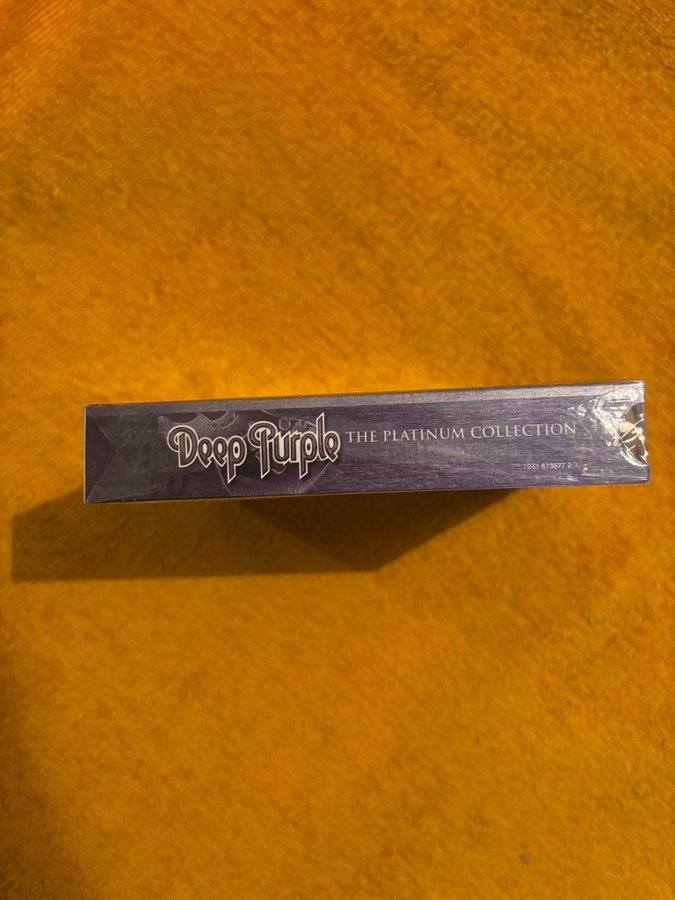 Deep Purple THE PLATINUM COLLECTION
7243 873577 2 3